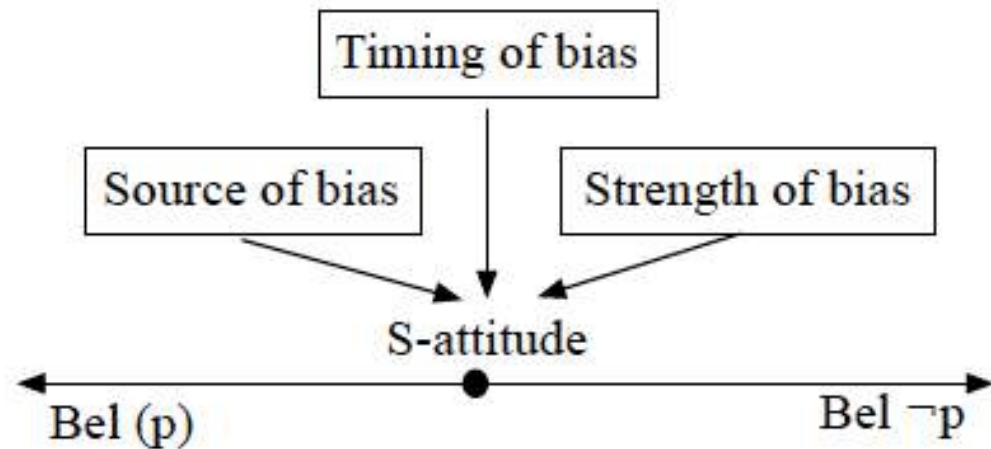 Timing of bias
Source of bias
Strength of bias
S-attitude
Bel (p)
Bel ¬p